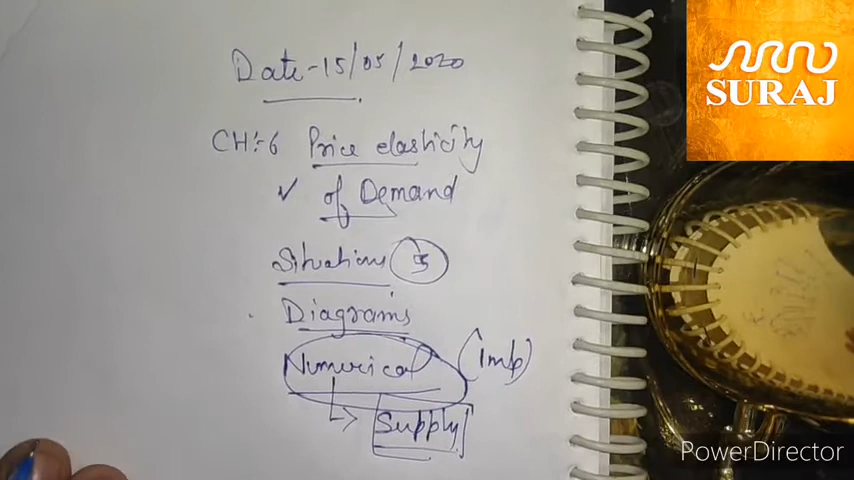 Date-15/05/2020
CH:-6 Price elasticity
✓ of Demand
Situations 5
Diagrams
Numerical (imp)
Supply
SURAJ
PowerDirector